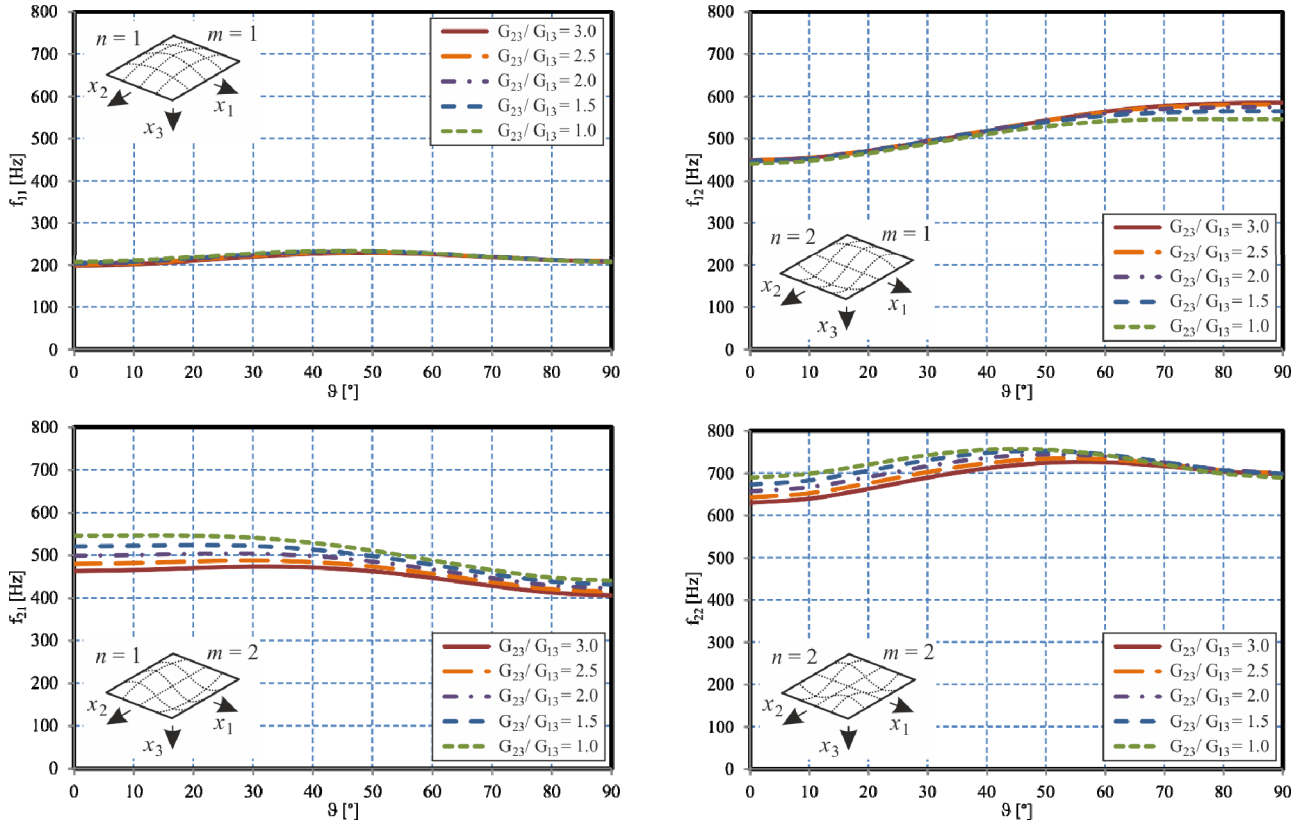 800
700
600
500
400
300
200
100
0
f₁₁ [Hz]
n = 1 m = 1
x₂ x₁
x₃
G₂₃/ G₁₃ = 3.0
G₂₃/ G₁₃ = 2.5
G₂₃/ G₁₃ = 2.0
G₂₃/ G₁₃ = 1.5
G₂₃/ G₁₃ = 1.0
0 10 20 30 40 50 60 70 80 90
ϑ [°]
800
700
600
500
400
300
200
100
0
f₁₂ [Hz]
n = 2 m = 1
x₂ x₁
x₃
G₂₃/ G₁₃ = 3.0
G₂₃/ G₁₃ = 2.5
G₂₃/ G₁₃ = 2.0
G₂₃/ G₁₃ = 1.5
G₂₃/ G₁₃ = 1.0
0 10 20 30 40 50 60 70 80 90
ϑ [°]
800
700
600
500
400
300
200
100
0
f₂₁ [Hz]
n = 1 m = 2
x₂ x₁
x₃
G₂₃/ G₁₃ = 3.0
G₂₃/ G₁₃ = 2.5
G₂₃/ G₁₃ = 2.0
G₂₃/ G₁₃ = 1.5
G₂₃/ G₁₃ = 1.0
0 10 20 30 40 50 60 70 80 90
ϑ [°]
800
700
600
500
400
300
200
100
0
f₂₂ [Hz]
n = 2 m = 2
x₂ x₁
x₃
G₂₃/ G₁₃ = 3.0
G₂₃/ G₁₃ = 2.5
G₂₃/ G₁₃ = 2.0
G₂₃/ G₁₃ = 1.5
G₂₃/ G₁₃ = 1.0
0 10 20 30 40 50 60 70 80 90
ϑ [°]